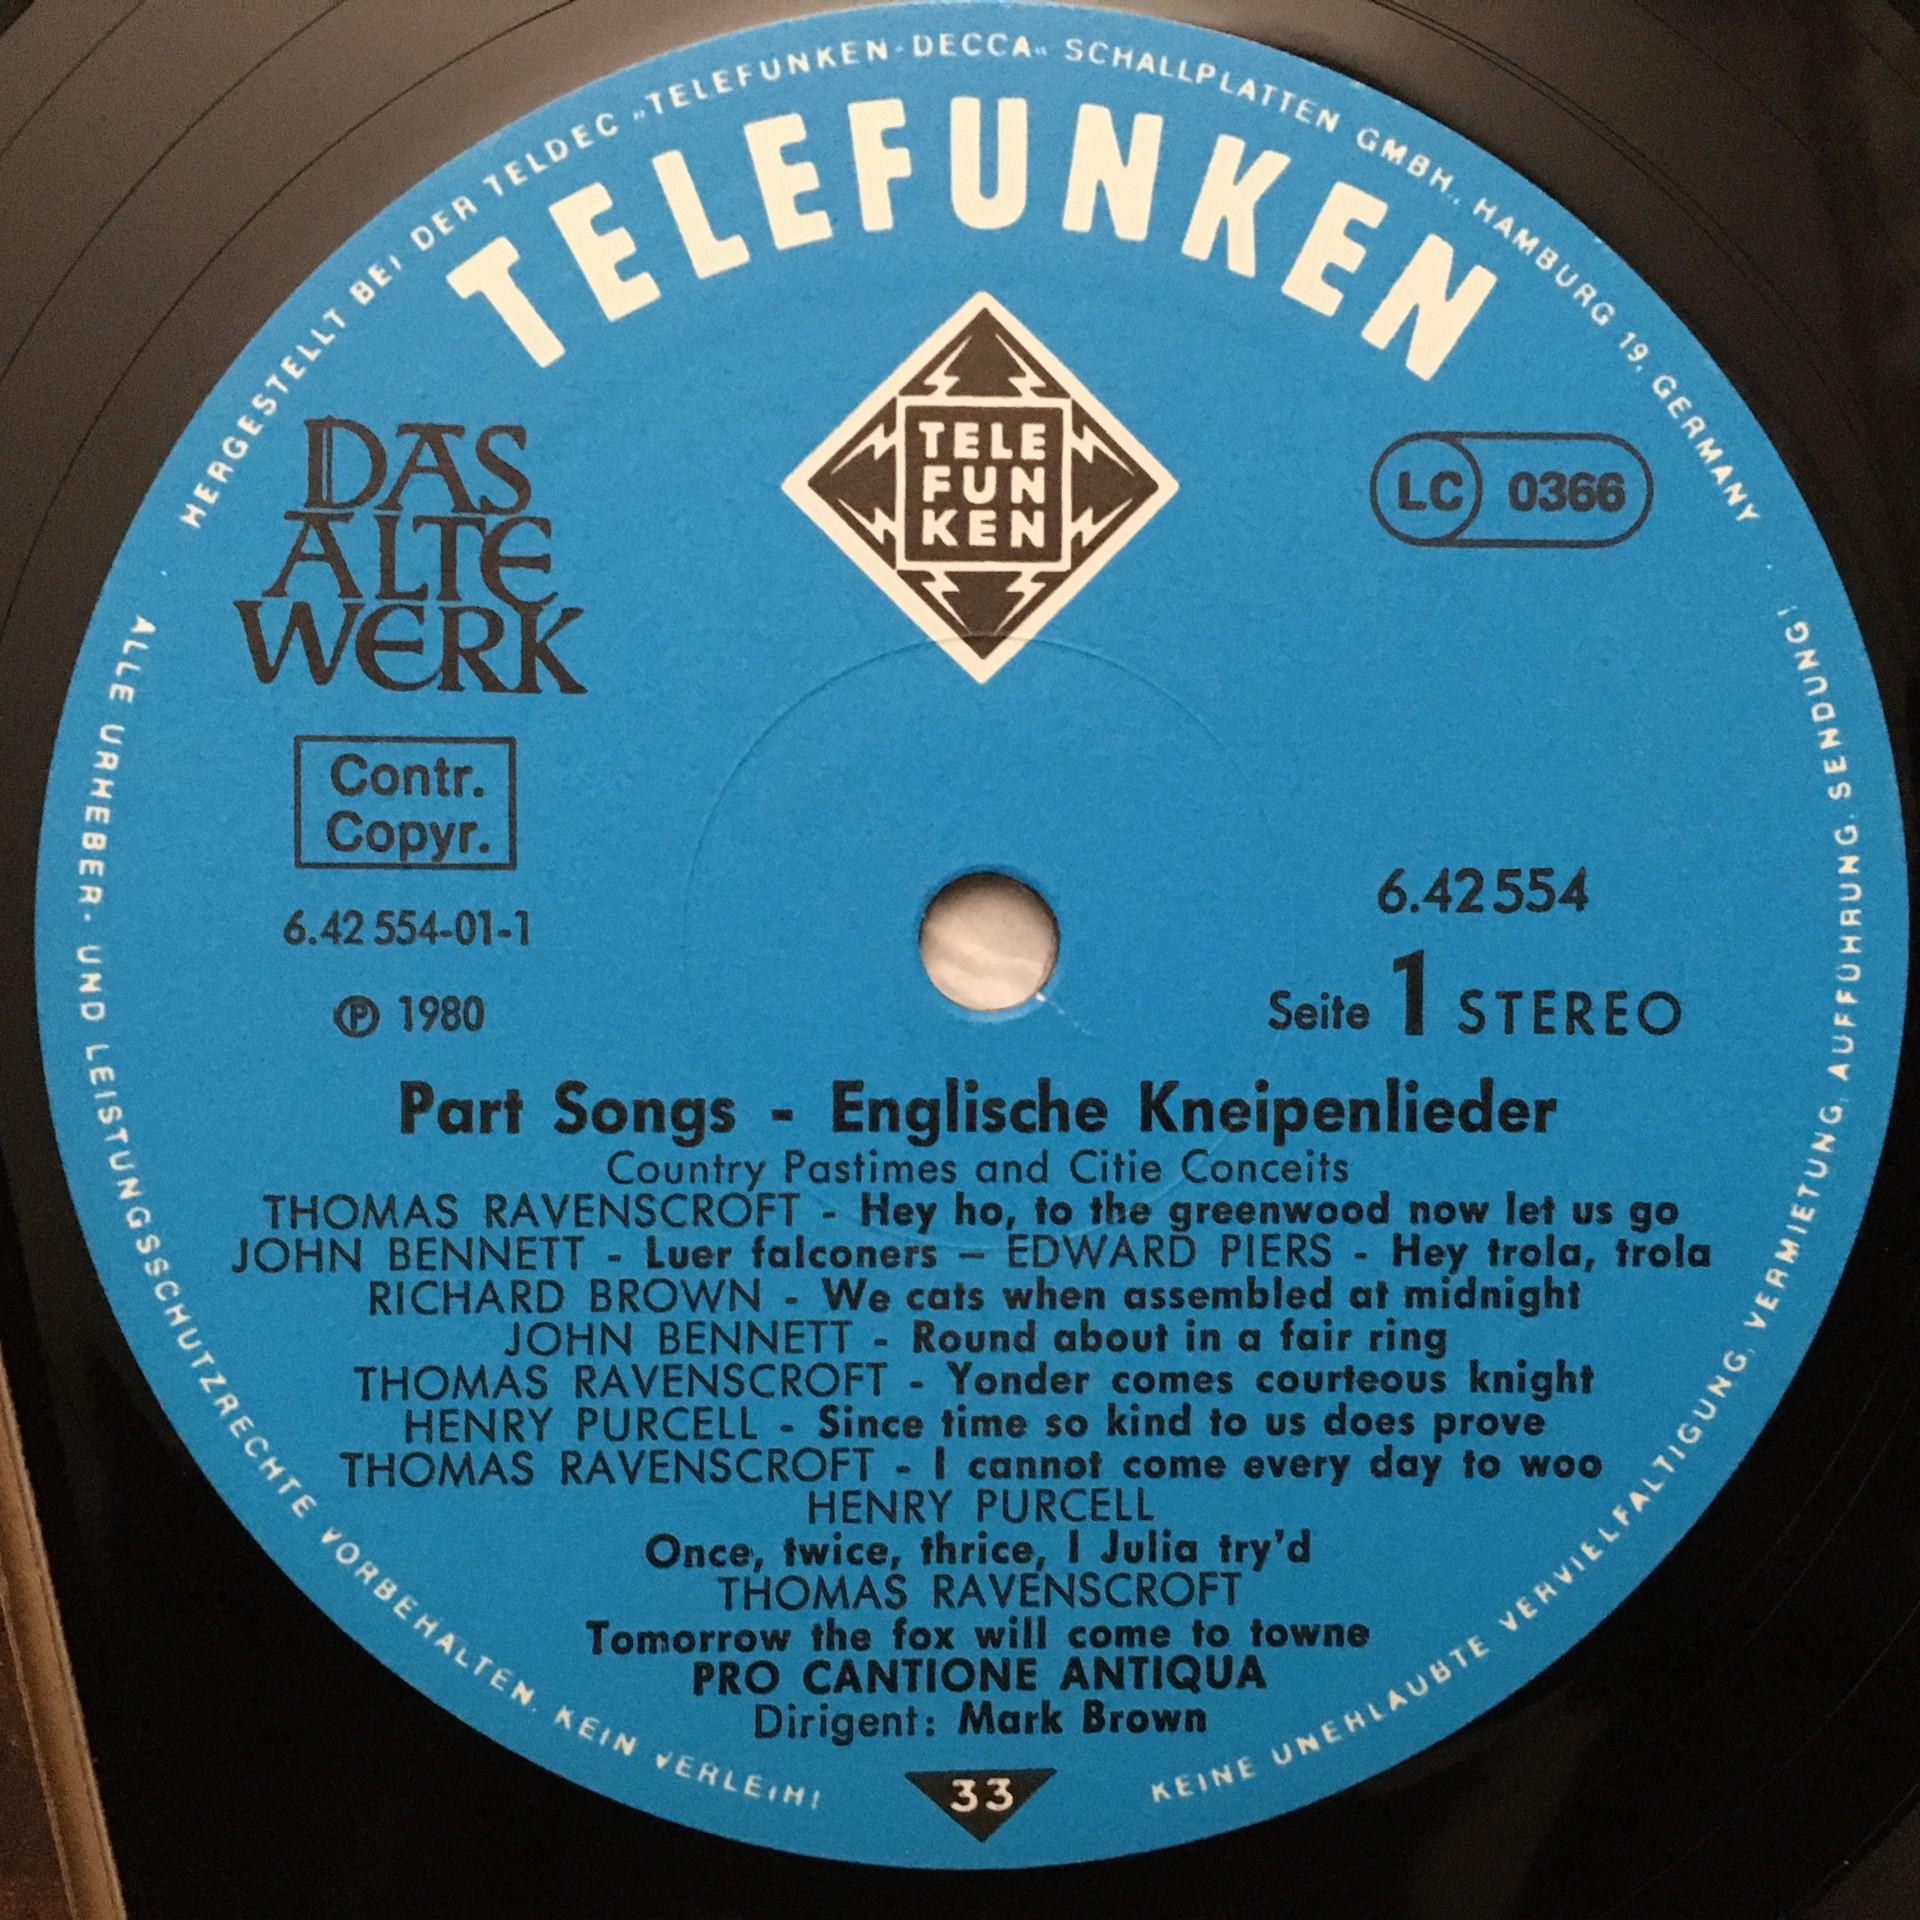 HERGESTELLT BEI DER TELDEC „TELEFUNKEN-DECCA“ SCHALLPLATTEN GMBH., HAMBURG 19, GERMANY
TELEFUNKEN
TELE
FUN
KEN
DAS
ALTE
WERK
LC 0366
Contr.
Copyr.
6.42 554-01-1
℗ 1980
6.42554
Seite 1 STEREO
Part Songs - Englische Kneipenlieder
Country Pastimes and Citie Conceits
THOMAS RAVENSCROFT - Hey ho, to the greenwood now let us go
JOHN BENNETT - Luer falconers — EDWARD PIERS - Hey trola, trola
RICHARD BROWN - We cats when assembled at midnight
JOHN BENNETT - Round about in a fair ring
THOMAS RAVENSCROFT - Yonder comes courteous knight
HENRY PURCELL - Since time so kind to us does prove
THOMAS RAVENSCROFT - I cannot come every day to woo
HENRY PURCELL
Once, twice, thrice, I Julia try'd
THOMAS RAVENSCROFT
Tomorrow the fox will come to towne
PRO CANTIONE ANTIQUA
Dirigent: Mark Brown
33
ALLE URHEBER- UND LEISTUNGSSCHUTZRECHTE VORBEHALTEN. KEIN VERLEIH!
KEINE UNERLAUBTE VERVIELFALTIGUNG, VERMIETUNG, AUFFUHRUNG, SENDUNG!